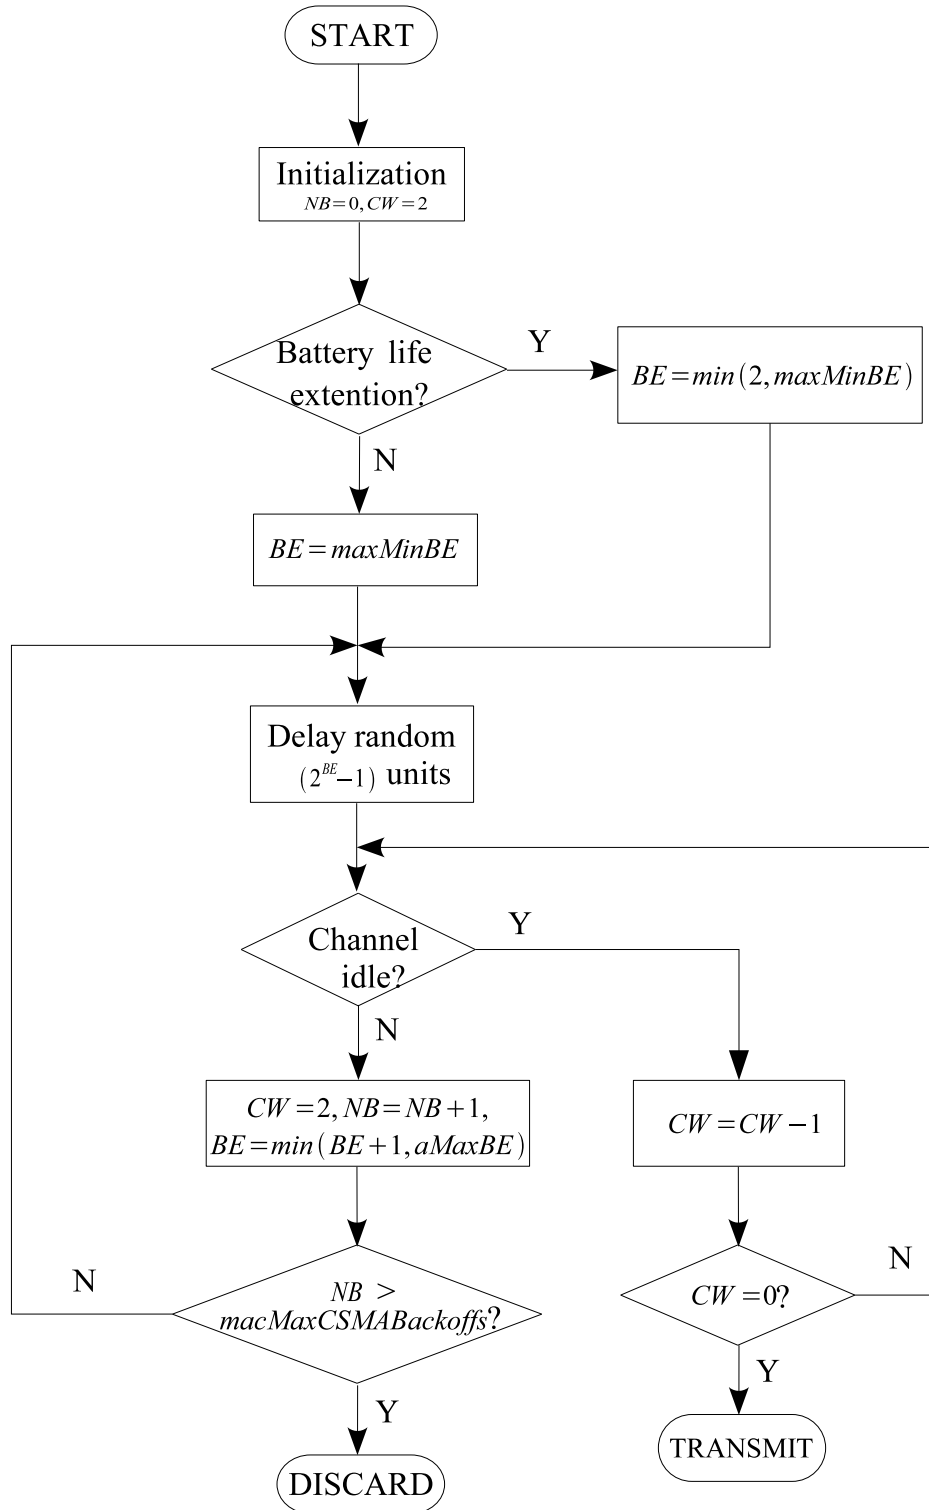 START
Initialization
NB=0, CW=2
Battery life
extention?
Y
BE=min(2,maxMinBE)
N
BE=maxMinBE
Delay random
(2^BE−1) units
Channel
idle?
Y
N
CW=2, NB=NB+1,
BE=min(BE+1,aMaxBE)
CW=CW−1
N
NB >
macMaxCSMABackoffs?
CW=0?
N
Y
Y
TRANSMIT
DISCARD